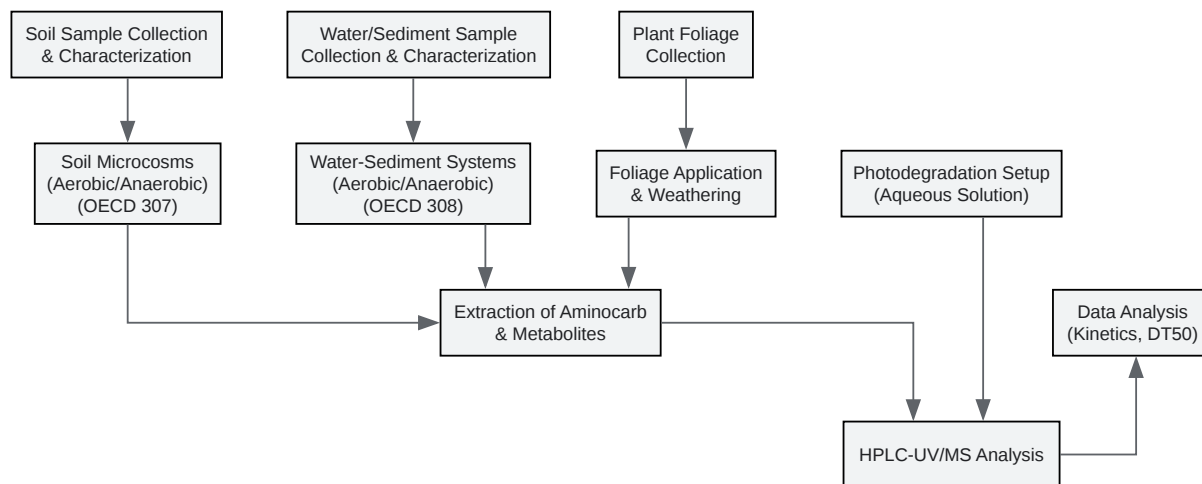 Soil Sample Collection
& Characterization
Water/Sediment Sample
Collection & Characterization
Plant Foliage
Collection
Soil Microcosms
(Aerobic/Anaerobic)
(OECD 307)
Water-Sediment Systems
(Aerobic/Anaerobic)
(OECD 308)
Foliage Application
& Weathering
Photodegradation Setup
(Aqueous Solution)
Extraction of Aminocarb
& Metabolites
Data Analysis
(Kinetics, DT50)
HPLC-UV/MS Analysis